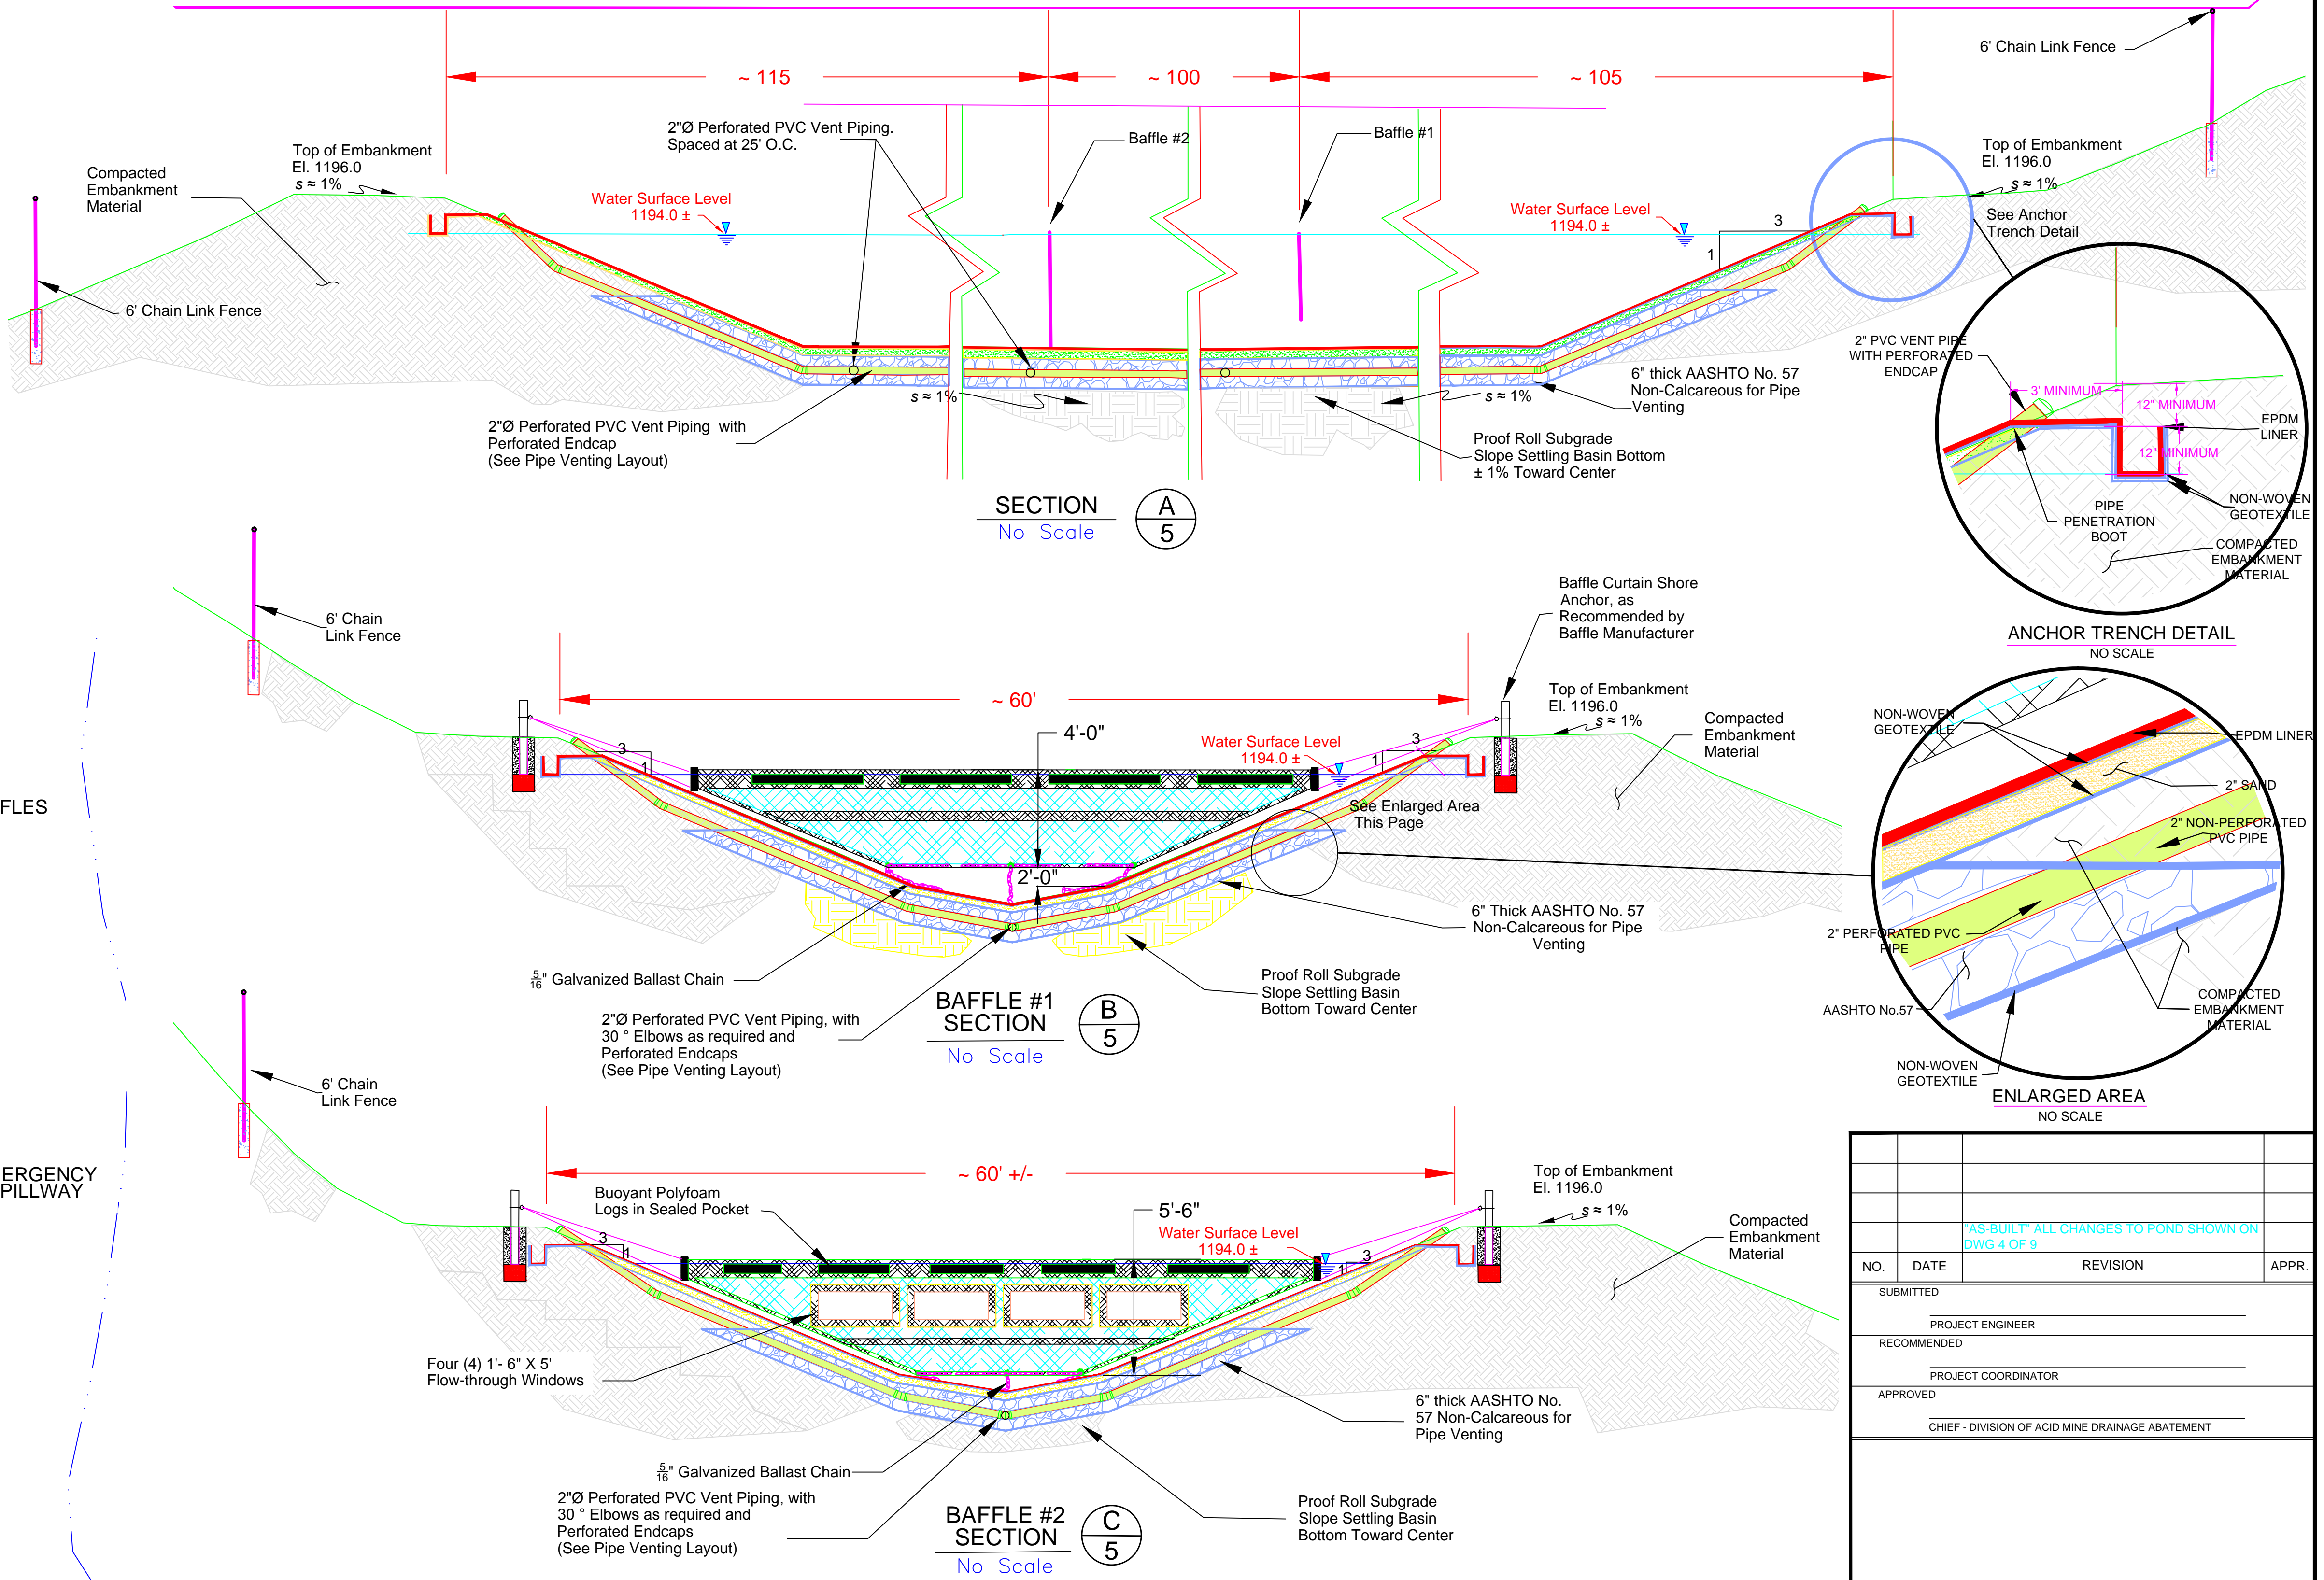 6' Chain Link Fence
~ 115
~ 100
~ 105
2"Ø Perforated PVC Vent Piping.
Spaced at 25' O.C.
Baffle #2
Baffle #1
Compacted
Embankment
Material
Top of Embankment
El. 1196.0
s ≈ 1%
Water Surface Level
1194.0 ±
Water Surface Level
1194.0 ±
3
1
Top of Embankment
El. 1196.0
s ≈ 1%
See Anchor
Trench Detail
6' Chain Link Fence
2"Ø Perforated PVC Vent Piping with
Perforated Endcap
(See Pipe Venting Layout)
s ≈ 1%
s ≈ 1%
6" thick AASHTO No. 57
Non-Calcareous for Pipe
Venting
Proof Roll Subgrade
Slope Settling Basin Bottom
± 1% Toward Center
SECTION
No Scale
A
5
2" PVC VENT PIPE
WITH PERFORATED
ENDCAP
3' MINIMUM
12" MINIMUM
EPDM
LINER
12" MINIMUM
NON-WOVEN
GEOTEXTILE
PIPE
PENETRATION
BOOT
COMPACTED
EMBANKMENT
MATERIAL
ANCHOR TRENCH DETAIL
NO SCALE
6' Chain
Link Fence
Baffle Curtain Shore
Anchor, as
Recommended by
Baffle Manufacturer
~ 60'
4'-0"
Water Surface Level
1194.0 ±
Top of Embankment
El. 1196.0
s ≈ 1%
Compacted
Embankment
Material
3
1
3
1
See Enlarged Area
This Page
2'-0"
6" Thick AASHTO No. 57
Non-Calcareous for Pipe
Venting
5/16" Galvanized Ballast Chain
2"Ø Perforated PVC Vent Piping, with
30 ° Elbows as required and
Perforated Endcaps
(See Pipe Venting Layout)
Proof Roll Subgrade
Slope Settling Basin
Bottom Toward Center
BAFFLE #1
SECTION
No Scale
B
5
NON-WOVEN
GEOTEXTILE
EPDM LINER
2" SAND
2" NON-PERFORATED
PVC PIPE
2" PERFORATED PVC
PIPE
AASHTO No.57
COMPACTED
EMBANKMENT
MATERIAL
NON-WOVEN
GEOTEXTILE
ENLARGED AREA
NO SCALE
FLES
ERGENCY
PILLWAY
6' Chain
Link Fence
~ 60' +/-
Buoyant Polyfoam
Logs in Sealed Pocket
5'-6"
Water Surface Level
1194.0 ±
Top of Embankment
El. 1196.0
s ≈ 1%
Compacted
Embankment
Material
3
1
3
1
Four (4) 1'- 6" X 5'
Flow-through Windows
6" thick AASHTO No.
57 Non-Calcareous for
Pipe Venting
5/16" Galvanized Ballast Chain
2"Ø Perforated PVC Vent Piping, with
30 ° Elbows as required and
Perforated Endcaps
(See Pipe Venting Layout)
Proof Roll Subgrade
Slope Settling Basin
Bottom Toward Center
BAFFLE #2
SECTION
No Scale
C
5
"AS-BUILT" ALL CHANGES TO POND SHOWN ON
DWG 4 OF 9
NO. DATE REVISION APPR.
SUBMITTED
PROJECT ENGINEER
RECOMMENDED
PROJECT COORDINATOR
APPROVED
CHIEF - DIVISION OF ACID MINE DRAINAGE ABATEMENT